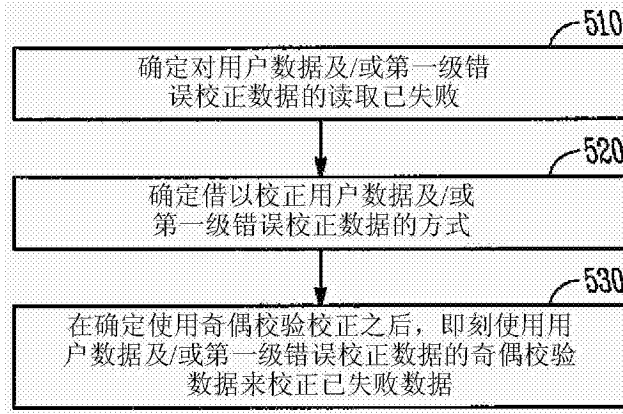 510
确定对用户数据及/或第一级错
误校正数据的读取已失败
520
确定借以校正用户数据及/或
第一级错误校正数据的方式
530
在确定使用奇偶校验校正之后，即刻使用用
户数据及/或第一级错误校正数据的奇偶校验
数据来校正已失败数据